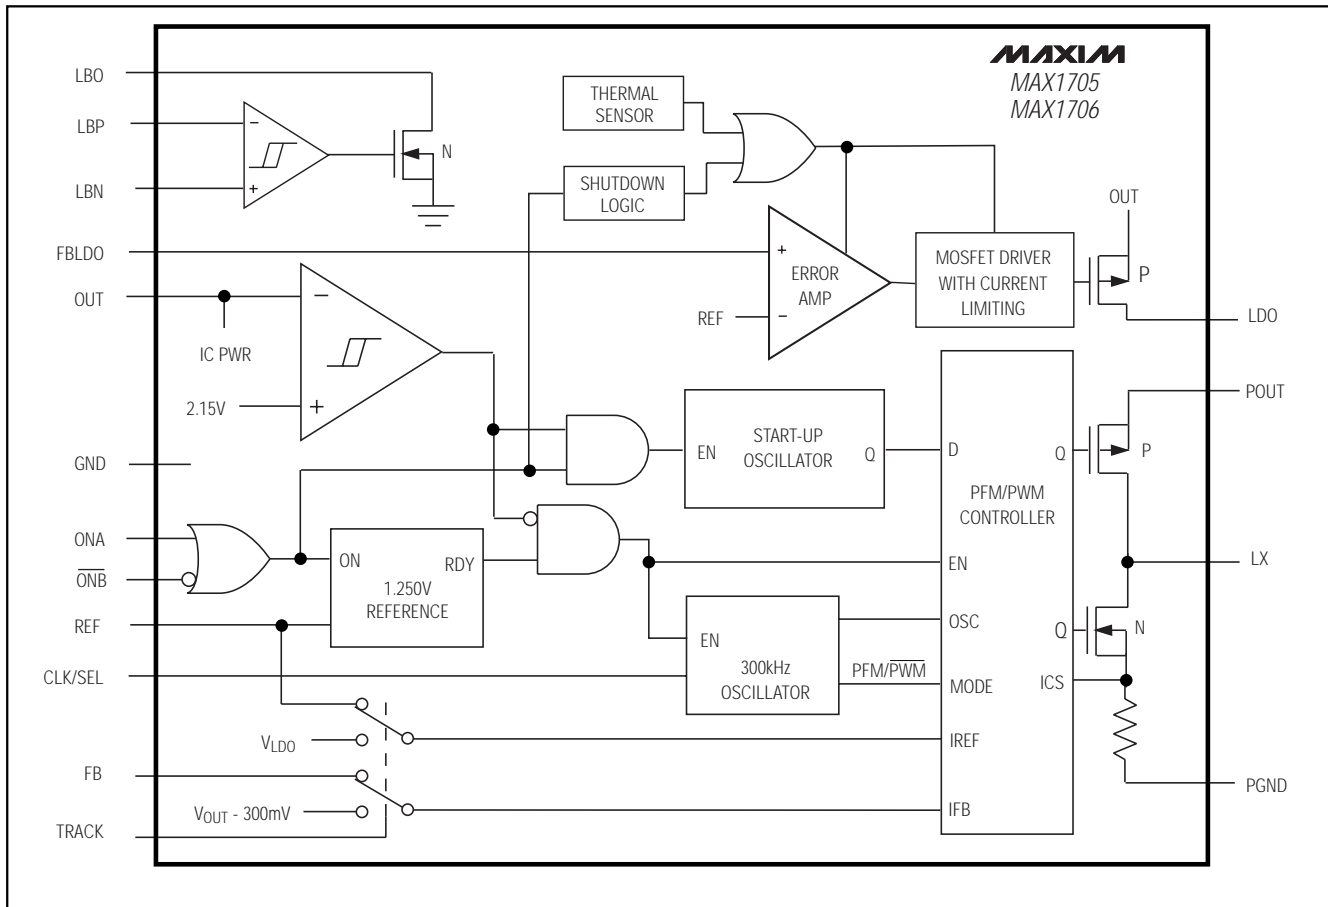 MAXIM
MAX1705
MAX1706
LBO
LBP
LBN
FBLDO
OUT
GND
ONA
ONB
REF
CLK/SEL
FB
TRACK
−
+
N
THERMAL
SENSOR
SHUTDOWN
LOGIC
+
ERROR
AMP
−
REF
MOSFET DRIVER
WITH CURRENT
LIMITING
OUT
P
LDO
−
+
IC PWR
2.15V
EN
START-UP
OSCILLATOR
Q
ON
RDY
1.250V
REFERENCE
EN
300kHz
OSCILLATOR
PFM/PWM
VLDO
VOUT - 300mV
D
Q
PFM/PWM
CONTROLLER
EN
OSC
Q
MODE
ICS
IREF
IFB
POUT
P
LX
N
PGND